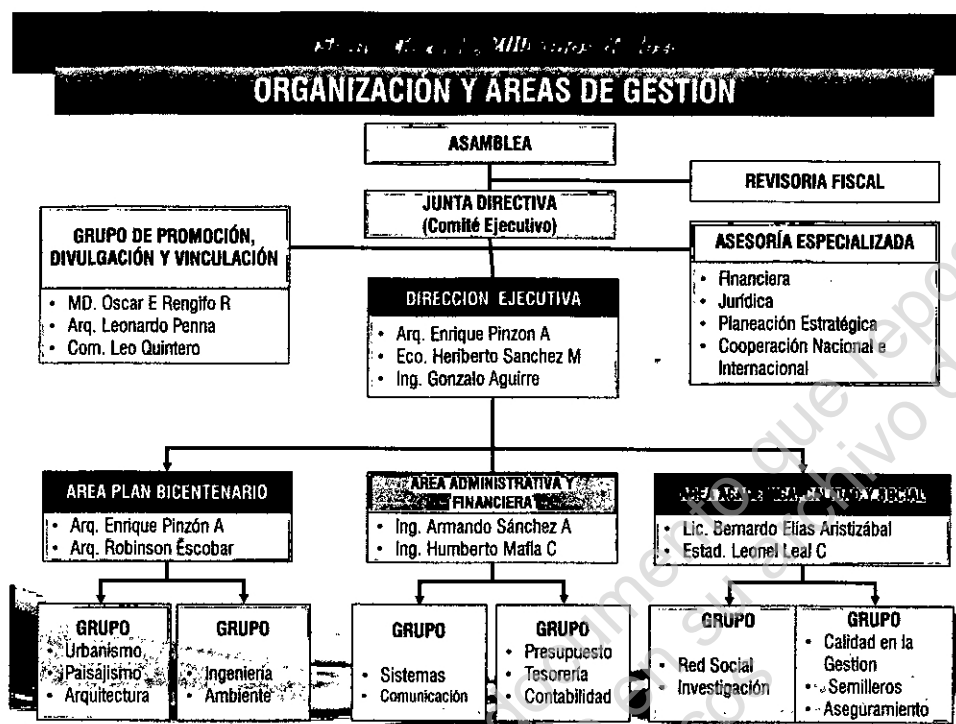 ORGANIZACIÓN Y ÁREAS DE GESTIÓN
ASAMBLEA
REVISORIA FISCAL
JUNTA DIRECTIVA
(Comité Ejecutivo)
GRUPO DE PROMOCIÓN,
DIVULGACIÓN Y VINCULACIÓN
• MD. Oscar E Rengifo R
• Arq. Leonardo Penna
• Com. Leo Quintero
ASESORÍA ESPECIALIZADA
• Financiera
• Jurídica
• Planeación Estratégica
• Cooperación Nacional e
Internacional
DIRECCION EJECUTIVA
• Arq. Enrique Pinzon A
• Eco. Heriberto Sanchez M
• Ing. Gonzalo Aguirre
AREA PLAN BICENTENARIO
• Arq. Enrique Pinzón A
• Arq. Robinson Escobar
AREA ADMINISTRATIVA Y
FINANCIERA
• Ing. Armando Sánchez A
• Ing. Humberto Mafla C
AREA CALIDAD Y SOCIAL
• Lic. Bernardo Elías Aristizábal
• Estad. Leonel Leal C
GRUPO
• Urbanismo
• Paisajismo
• Arquitectura
GRUPO
• Ingeniería
• Ambiente
GRUPO
• Sistemas
• Comunicación
GRUPO
• Presupuesto
• Tesorería
• Contabilidad
GRUPO
• Red Social
• Investigación
GRUPO
• Calidad en la
Gestion
• Semilleros
• Aseguramiento